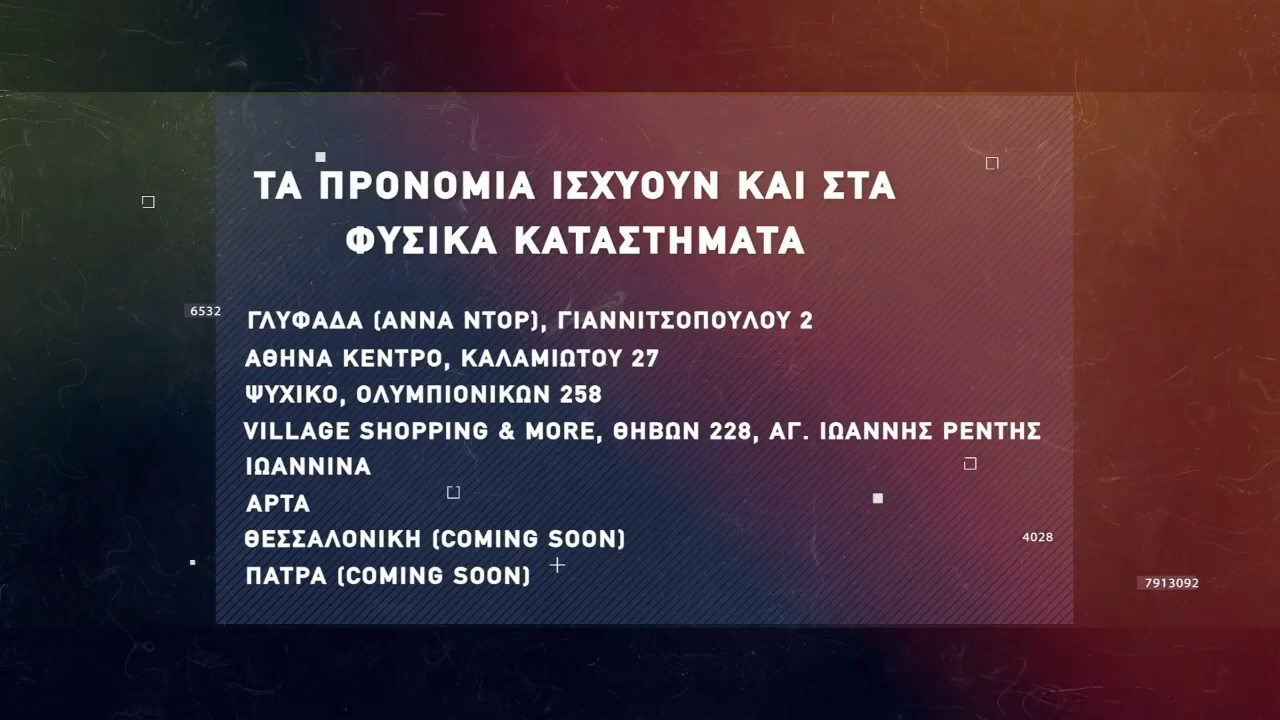 ΤΑ ΠΡΟΝΟΜΙΑ ΙΣΧΥΟΥΝ ΚΑΙ ΣΤΑ
ΦΥΣΙΚΑ ΚΑΤΑΣΤΗΜΑΤΑ
6532
ΓΛΥΦΑΔΑ (ΑΝΝΑ ΝΤΟΡ), ΓΙΑΝΝΙΤΣΟΠΟΥΛΟΥ 2
ΑΘΗΝΑ ΚΕΝΤΡΟ, ΚΑΛΑΜΙΩΤΟΥ 27
ΨΥΧΙΚΟ, ΟΛΥΜΠΙΟΝΙΚΩΝ 258
VILLAGE SHOPPING & MORE, ΘΗΒΩΝ 228, ΑΓ. ΙΩΑΝΝΗΣ ΡΕΝΤΗΣ
ΙΩΑΝΝΙΝΑ
ΑΡΤΑ
ΘΕΣΣΑΛΟΝΙΚΗ (COMING SOON)
4028
ΠΑΤΡΑ (COMING SOON)
7913092